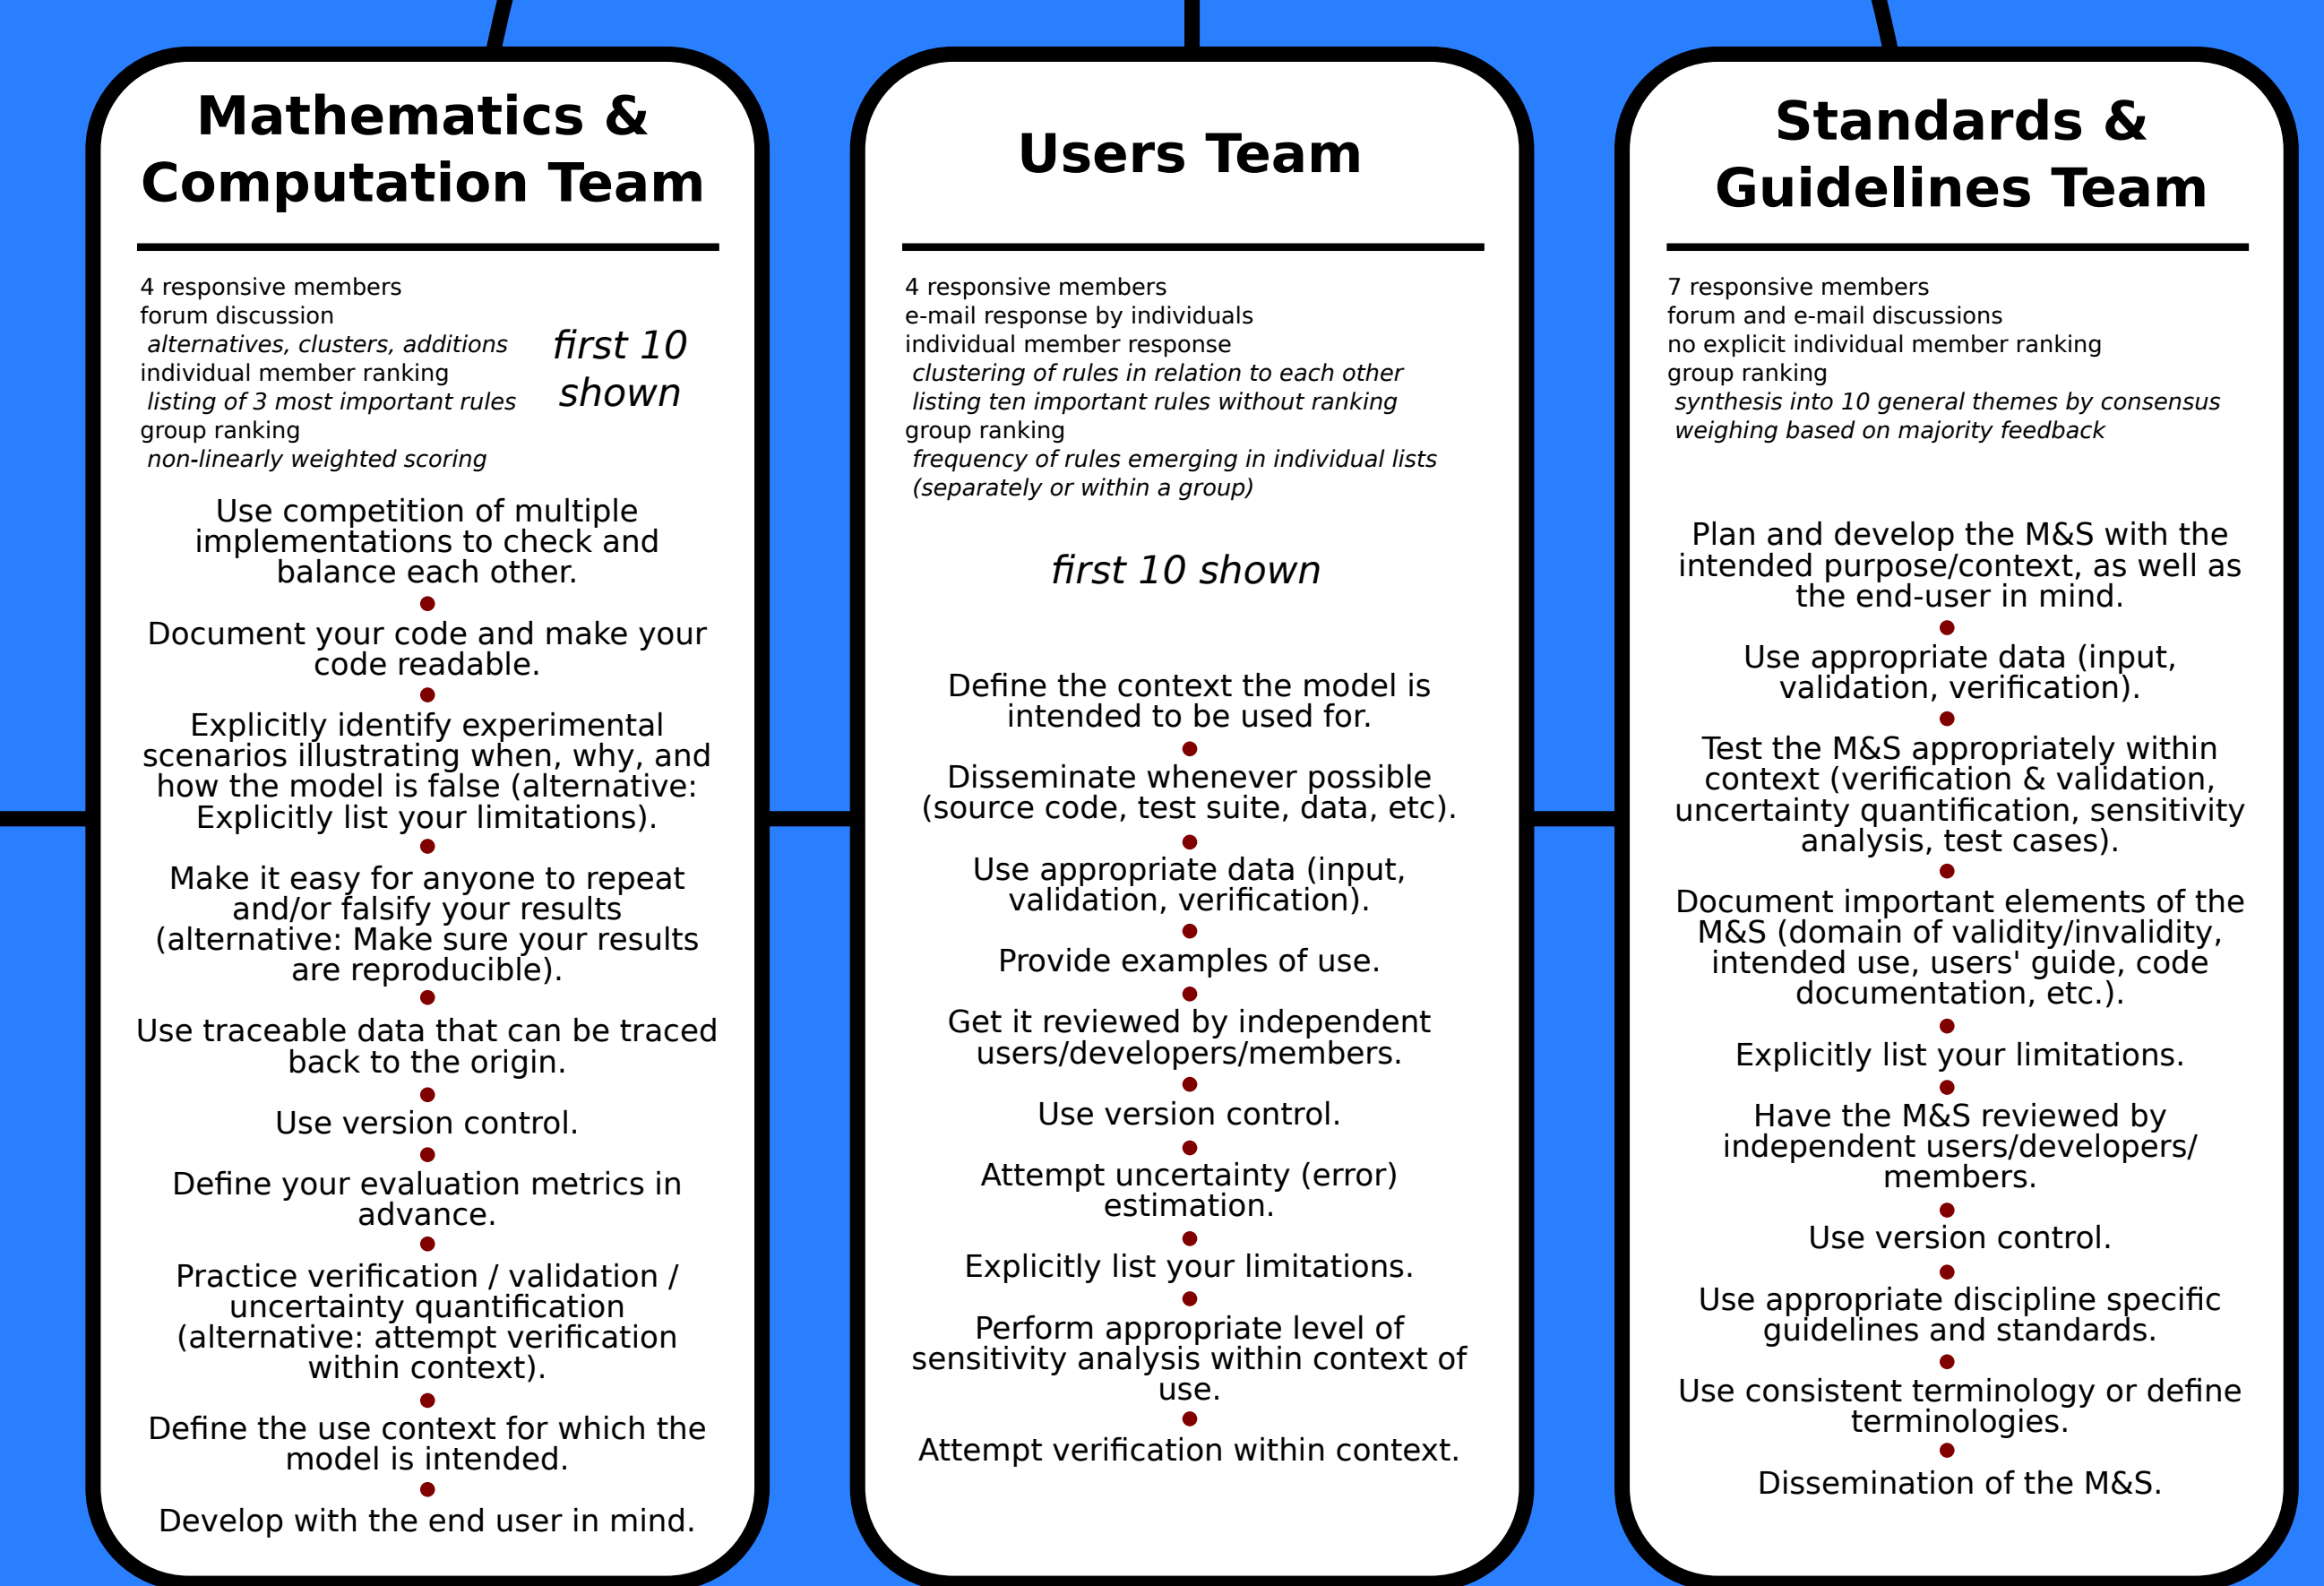 Mathematics &
Computation Team
4 responsive members
forum discussion
alternatives, clusters, additions
individual member ranking
listing of 3 most important rules
group ranking
non-linearly weighted scoring
first 10
shown
Use competition of multiple
implementations to check and
balance each other.
Document your code and make your
code readable.
Explicitly identify experimental
scenarios illustrating when, why, and
how the model is false (alternative:
Explicitly list your limitations).
Make it easy for anyone to repeat
and/or falsify your results
(alternative: Make sure your results
are reproducible).
Use traceable data that can be traced
back to the origin.
Use version control.
Define your evaluation metrics in
advance.
Practice verification / validation /
uncertainty quantification
(alternative: attempt verification
within context).
Define the use context for which the
model is intended.
Develop with the end user in mind.
Users Team
4 responsive members
e-mail response by individuals
individual member response
clustering of rules in relation to each other
listing ten important rules without ranking
group ranking
frequency of rules emerging in individual lists
(separately or within a group)
first 10 shown
Define the context the model is
intended to be used for.
Disseminate whenever possible
(source code, test suite, data, etc).
Use appropriate data (input,
validation, verification).
Provide examples of use.
Get it reviewed by independent
users/developers/members.
Use version control.
Attempt uncertainty (error)
estimation.
Explicitly list your limitations.
Perform appropriate level of
sensitivity analysis within context of
use.
Attempt verification within context.
Standards &
Guidelines Team
7 responsive members
forum and e-mail discussions
no explicit individual member ranking
group ranking
synthesis into 10 general themes by consensus
weighing based on majority feedback
Plan and develop the M&S with the
intended purpose/context, as well as
the end-user in mind.
Use appropriate data (input,
validation, verification).
Test the M&S appropriately within
context (verification & validation,
uncertainty quantification, sensitivity
analysis, test cases).
Document important elements of the
M&S (domain of validity/invalidity,
intended use, users' guide, code
documentation, etc.).
Explicitly list your limitations.
Have the M&S reviewed by
independent users/developers/
members.
Use version control.
Use appropriate discipline specific
guidelines and standards.
Use consistent terminology or define
terminologies.
Dissemination of the M&S.